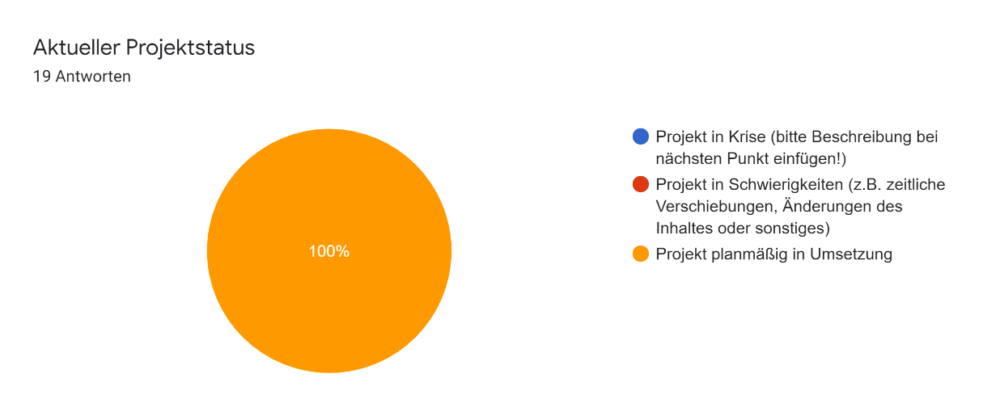 Aktueller Projektstatus
19 Antworten
100%
Projekt in Krise (bitte Beschreibung bei
nächsten Punkt einfügen!)
Projekt in Schwierigkeiten (z.B. zeitliche
Verschiebungen, Änderungen des
Inhaltes oder sonstiges)
Projekt planmäßig in Umsetzung